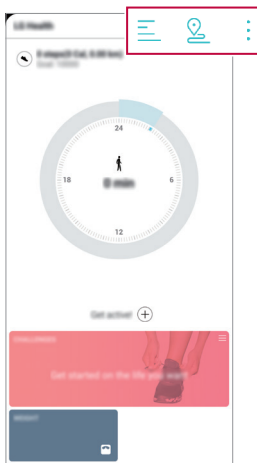 LG Health
24
18
6
0 min
12
Get active!
CHALLENGES
Get started on the life you want
WEIGHT